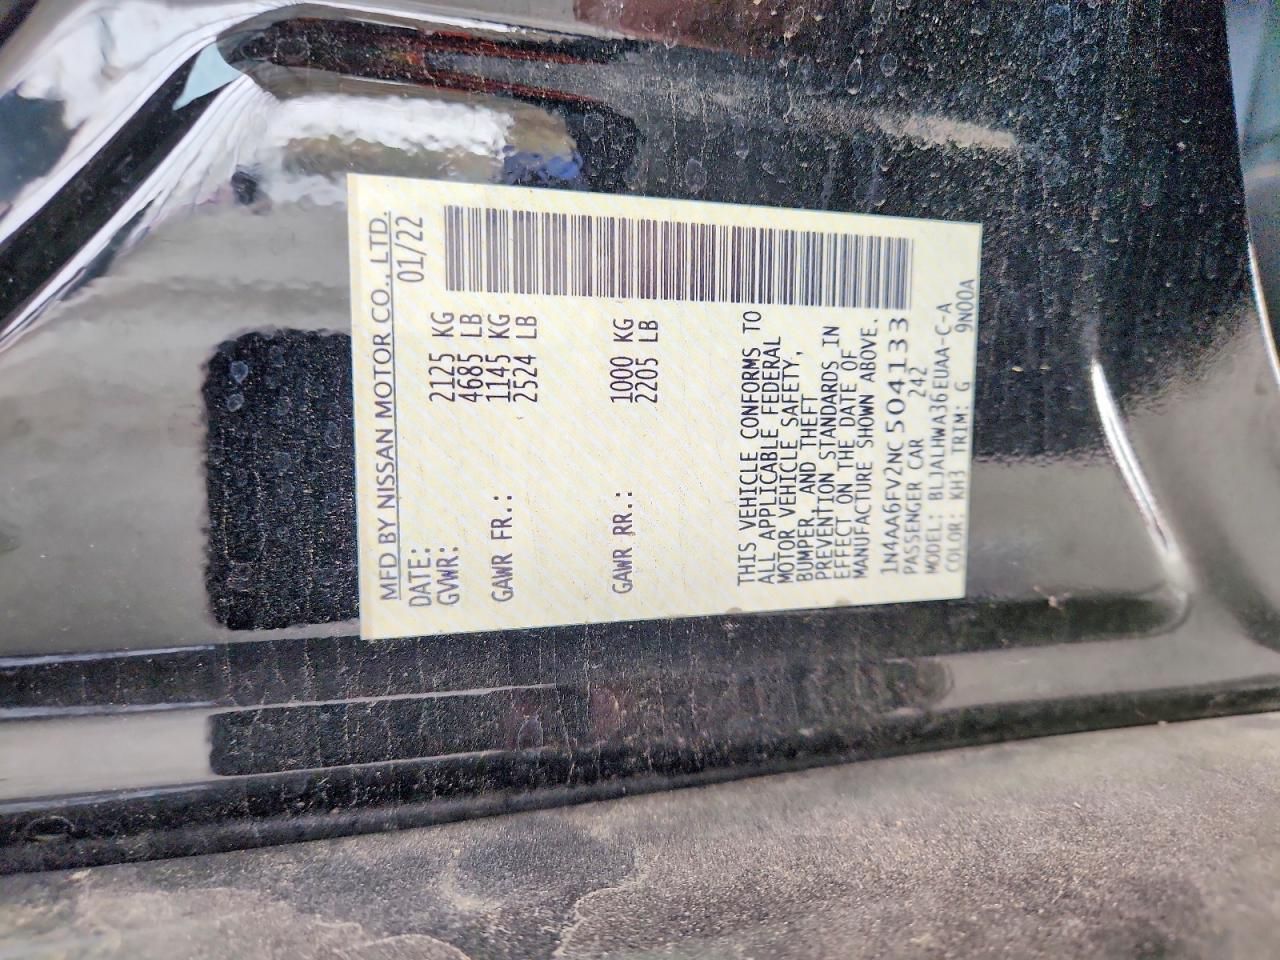 MFD BY NISSAN MOTOR CO., LTD.
DATE: 01/22
GVWR: 2125 KG
4685 LB
GAWR FR.: 1145 KG
2524 LB
GAWR RR.: 1000 KG
2205 LB
THIS VEHICLE CONFORMS TO
ALL APPLICABLE FEDERAL
MOTOR VEHICLE SAFETY,
BUMPER, AND THEFT
PREVENTION STANDARDS IN
EFFECT ON THE DATE OF
MANUFACTURE SHOWN ABOVE.
1N4AA6FV2NC504133
PASSENGER CAR 242
MODEL: BLJALHWA36EUAA-C-A
COLOR: KH3 TRIM: G 9N00A